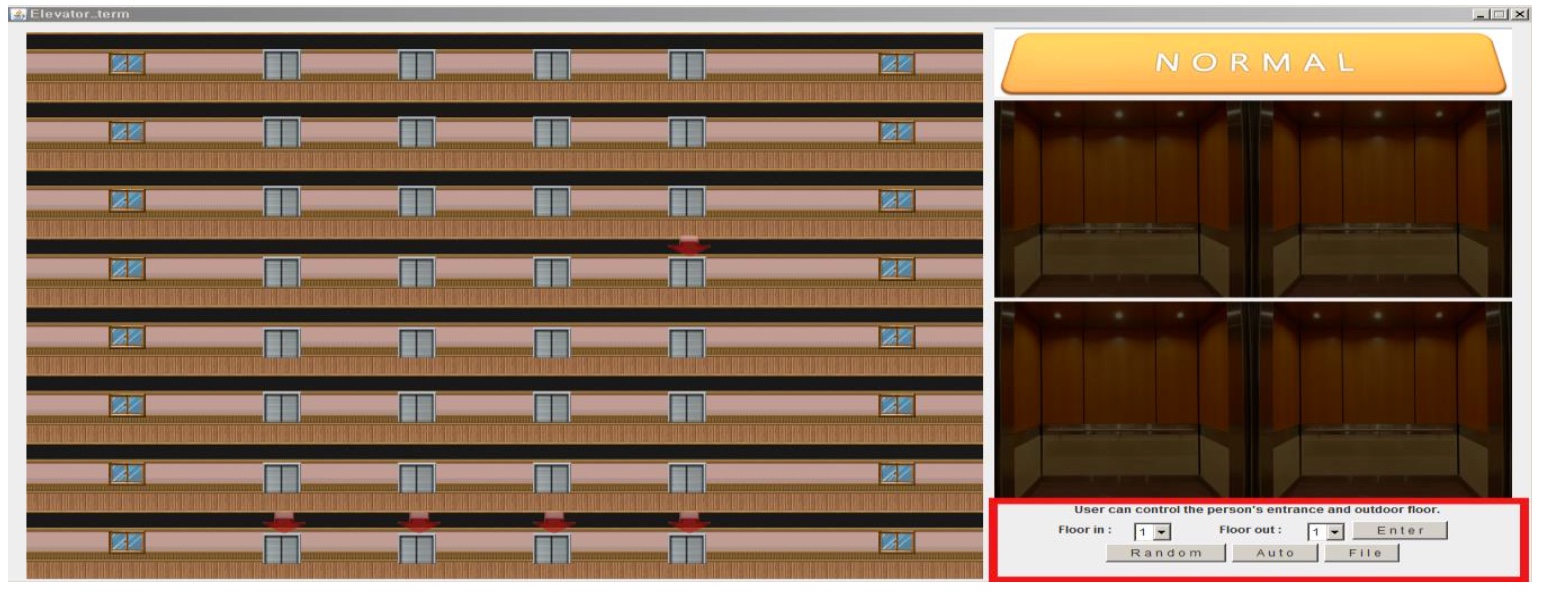 Elevator_term
NORMAL
User can control the person's entrance and outdoor floor.
Floor in : 1 Floor out : 1 Enter
Random Auto File